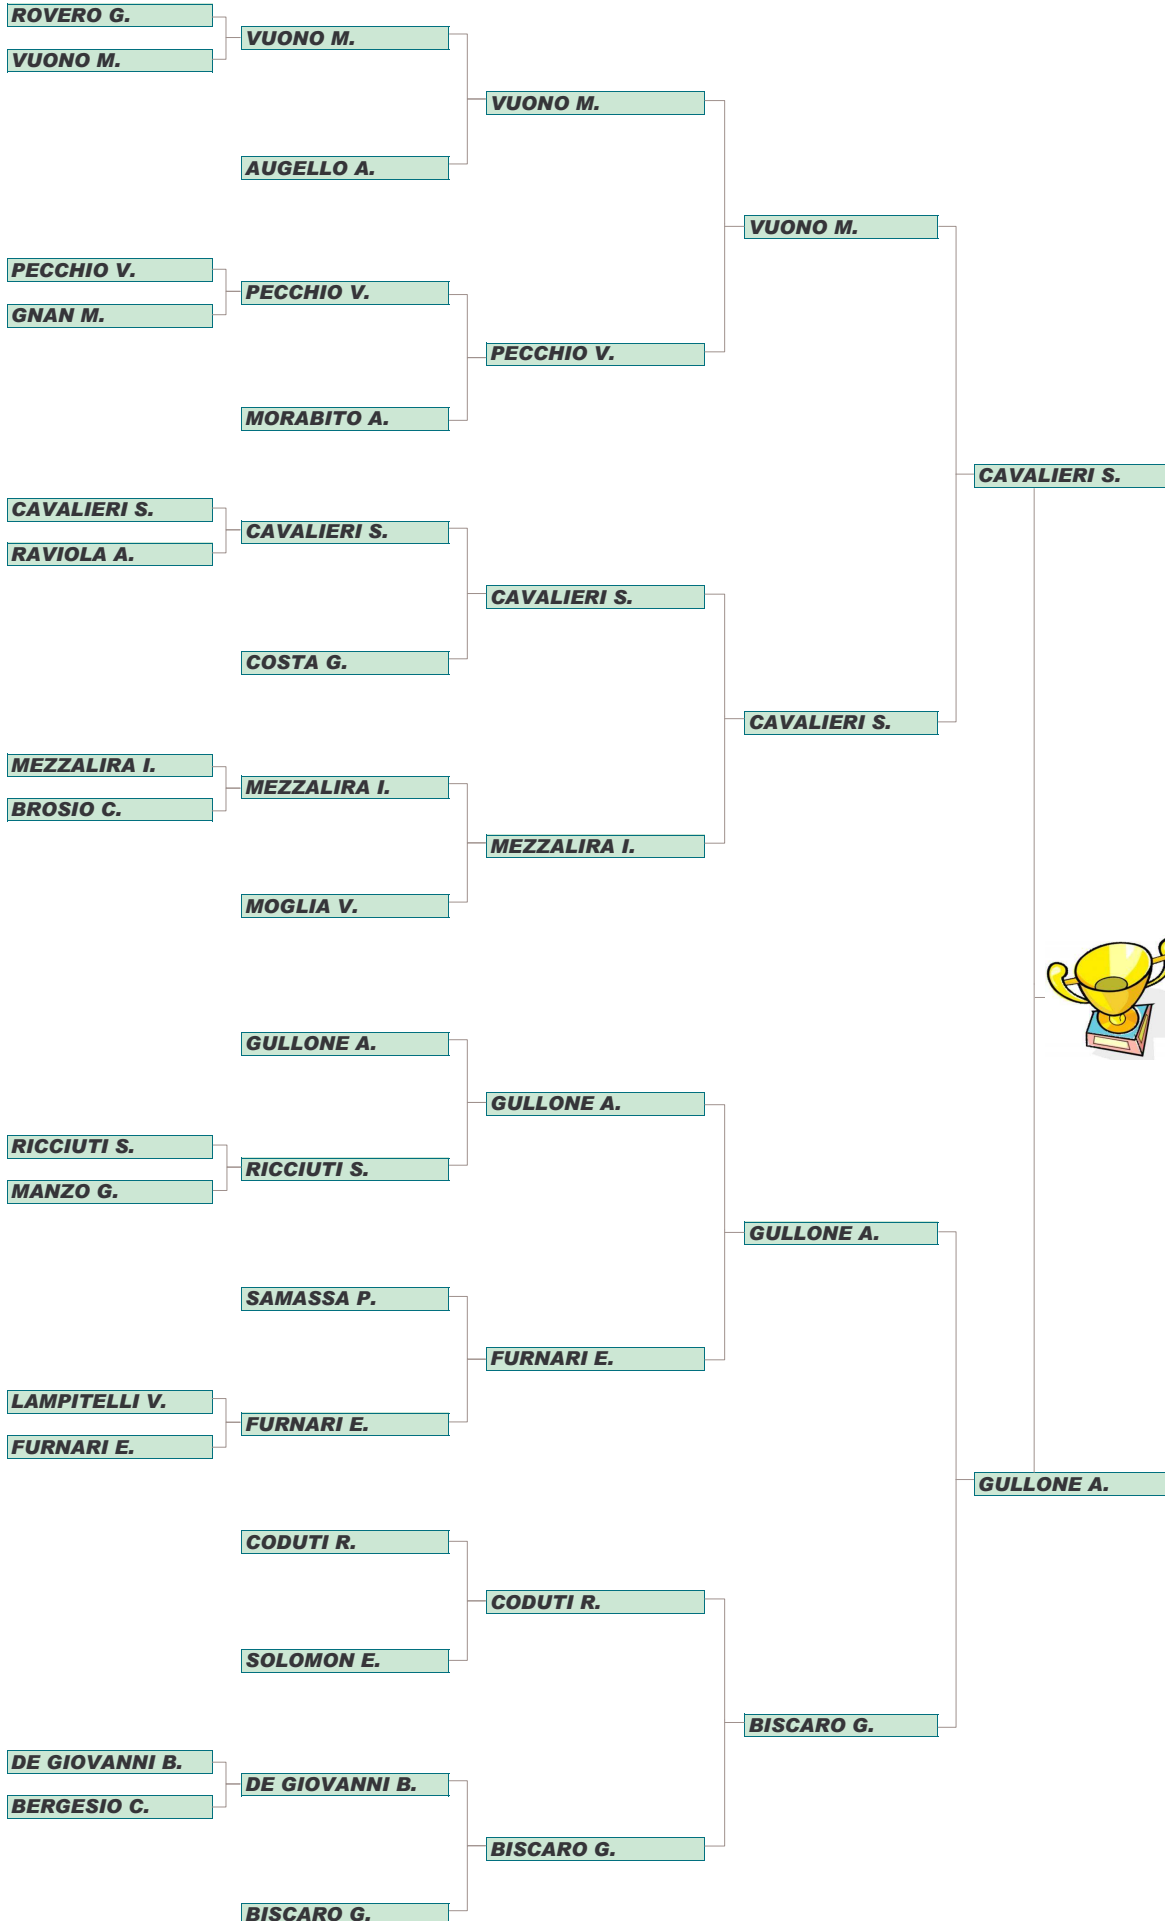 ROVERO G.
VUONO M.
VUONO M.
VUONO M.
AUGELLO A.
VUONO M.
PECCHIO V.
PECCHIO V.
GNAN M.
PECCHIO V.
MORABITO A.
CAVALIERI S.
CAVALIERI S.
CAVALIERI S.
RAVIOLA A.
CAVALIERI S.
COSTA G.
CAVALIERI S.
MEZZALIRA I.
MEZZALIRA I.
BROSIO C.
MEZZALIRA I.
MOGLIA V.
GULLONE A.
GULLONE A.
RICCIUTI S.
RICCIUTI S.
MANZO G.
GULLONE A.
SAMASSA P.
FURNARI E.
LAMPITELLI V.
FURNARI E.
FURNARI E.
GULLONE A.
CODUTI R.
CODUTI R.
SOLOMON E.
BISCARO G.
DE GIOVANNI B.
DE GIOVANNI B.
BERGESIO C.
BISCARO G.
BISCARO G.